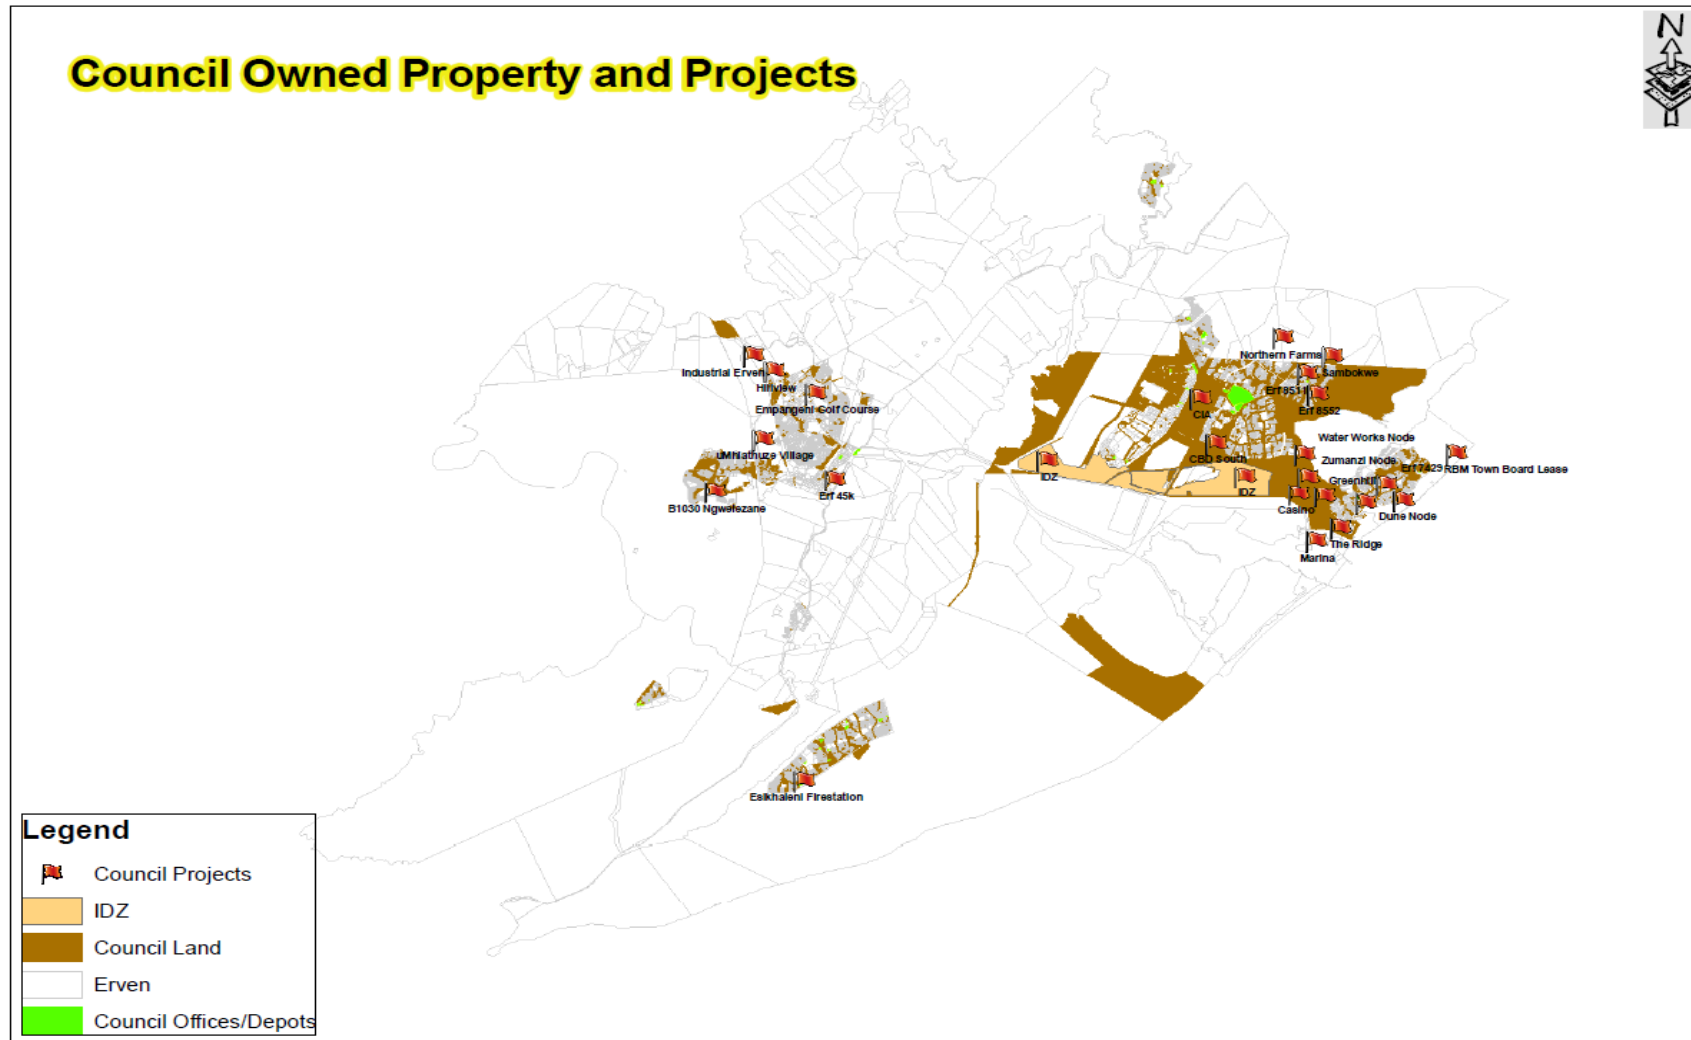 Council Owned Property and Projects
N
Northern Farms
Industrial Erven
Sambokwe
Hillview
Erf 8511
Empangeni Golf Course
Erf 8552
CIA
Water Works Node
uMhlathuze Village
CBD South
Zumanzi Node
Erf 7429
RBM Town Board Lease
IDZ
IDZ
Greenhill
Erf 45k
B1030 Ngwelezane
Casino
Dune Node
The Ridge
Marina
Esikhaleni Firestation
Legend
Council Projects
IDZ
Council Land
Erven
Council Offices/Depots